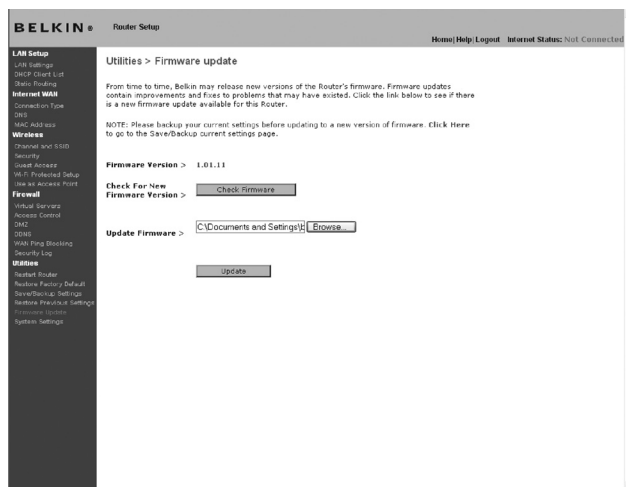 BELKIN®
Router Setup
Home|Help|Logout Internet Status: Not Connected
LAN Setup
LAN Settings
DHCP Client List
Static Routing
Internet WAN
Connection Type
DNS
MAC Address
Wireless
Channel and SSID
Security
Guest Access
Wi-Fi Protected Setup
Use as Access Point
Firewall
Virtual Servers
Access Control
DMZ
DDNS
WAN Ping Blocking
Security Log
Utilities
Restart Router
Restore Factory Default
Save/Backup Settings
Restore Previous Settings
Firmware Update
System Settings
Utilities > Firmware update
From time to time, Belkin may release new versions of the Router's firmware. Firmware updates
contain improvements and fixes to problems that may have existed. Click the link below to see if there
is a new firmware update available for this Router.
NOTE: Please backup your current settings before updating to a new version of firmware. Click Here
to go to the Save/Backup current settings page.
Firmware Version > 1.01.11
Check For New
Firmware Version > Check Firmware
Update Firmware > C:\Documents and Settings\b Browse...
Update